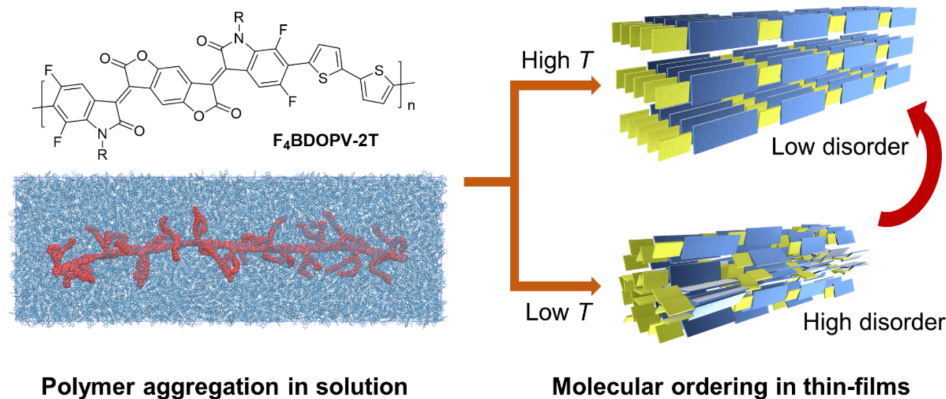 R
O
N
F
O
O
S
F
O
O
S
n
F
O
N
O
F
R
F₄BDOPV-2T
High T
Low disorder
Low T
High disorder
Polymer aggregation in solution
Molecular ordering in thin-films